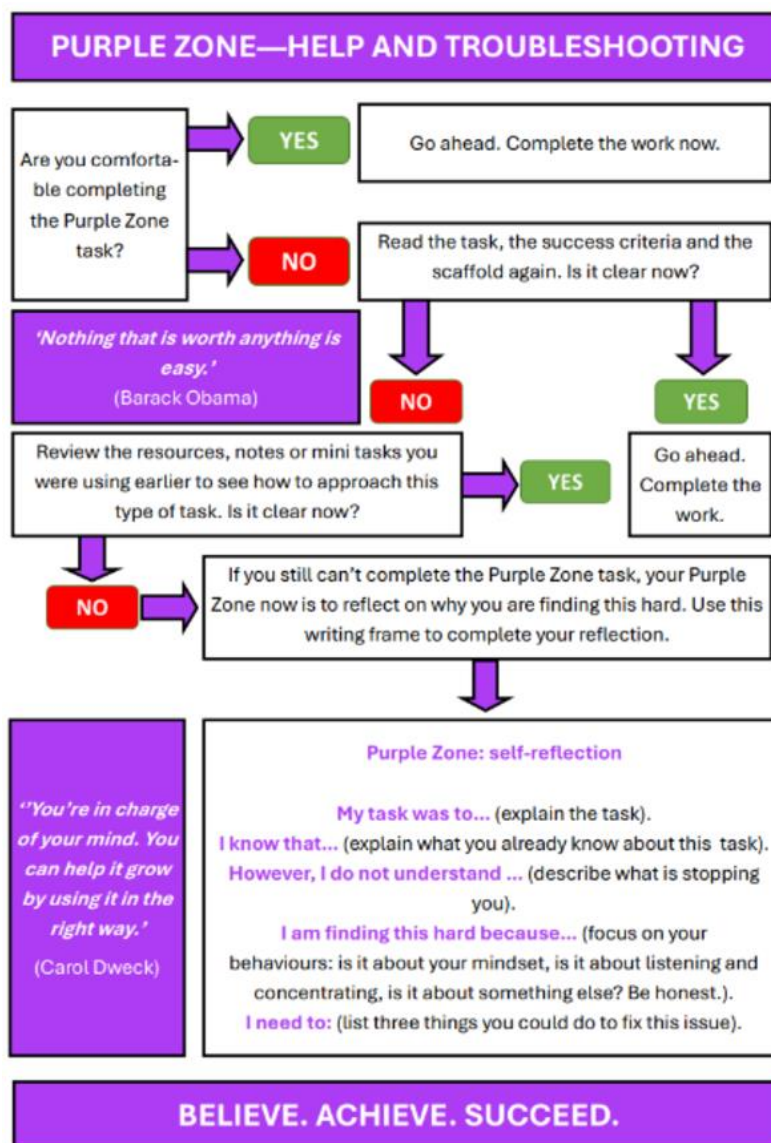 PURPLE ZONE—HELP AND TROUBLESHOOTING
Are you comforta-
ble completing
the Purple Zone
task?
YES
Go ahead. Complete the work now.
NO
Read the task, the success criteria and the
scaffold again. Is it clear now?
‘Nothing that is worth anything is
easy.’
(Barack Obama)
NO
YES
Review the resources, notes or mini tasks you
were using earlier to see how to approach this
type of task. Is it clear now?
YES
Go ahead.
Complete the
work.
NO
If you still can’t complete the Purple Zone task, your Purple
Zone now is to reflect on why you are finding this hard. Use this
writing frame to complete your reflection.
‘’You’re in charge
of your mind. You
can help it grow
by using it in the
right way.’
(Carol Dweck)
Purple Zone: self-reflection
My task was to... (explain the task).
I know that... (explain what you already know about this task).
However, I do not understand ... (describe what is stopping
you).
I am finding this hard because... (focus on your
behaviours: is it about your mindset, is it about listening and
concentrating, is it about something else? Be honest.).
I need to: (list three things you could do to fix this issue).
BELIEVE. ACHIEVE. SUCCEED.